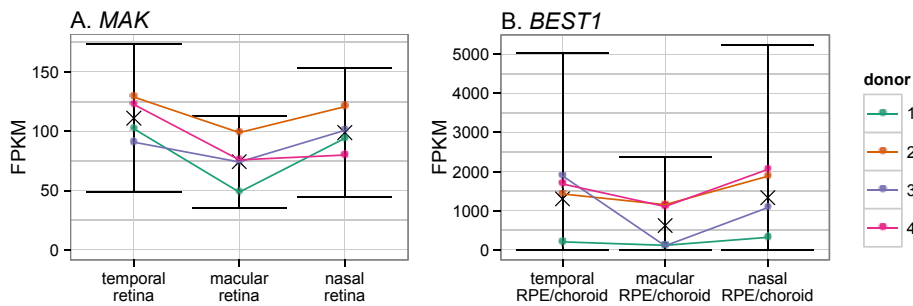 A. MAK
FPKM
150
100
50
0
temporal
retina
macular
retina
nasal
retina
B. BEST1
FPKM
5000
4000
3000
2000
1000
0
temporal
RPE/choroid
macular
RPE/choroid
nasal
RPE/choroid
donor
1
2
3
4